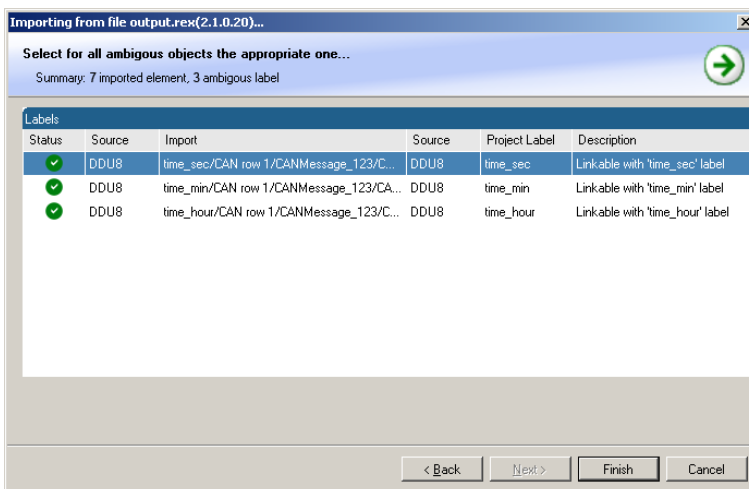 Importing from file output.rex(2.1.0.20)...
Select for all ambigous objects the appropriate one...
Summary: 7 imported element, 3 ambigous label
Labels
Status Source Import Source Project Label Description
DDU8 time_sec/CAN row 1/CANMessage_123/C... DDU8 time_sec Linkable with 'time_sec' label
DDU8 time_min/CAN row 1/CANMessage_123/CA... DDU8 time_min Linkable with 'time_min' label
DDU8 time_hour/CAN row 1/CANMessage_123/C... DDU8 time_hour Linkable with 'time_hour' label
< Back Next > Finish Cancel